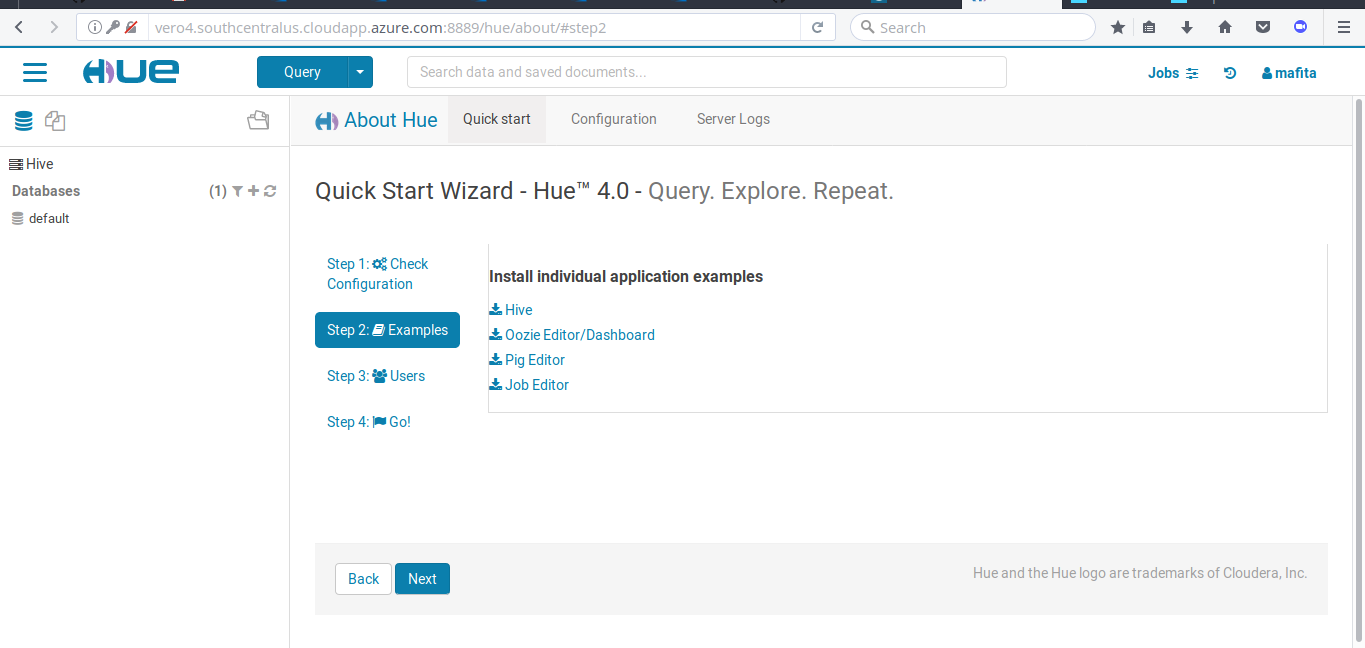 vero4.southcentralus.cloudapp.azure.com:8889/hue/about/#step2
Search
HUE
Query
Search data and saved documents...
Jobs
mafita
About Hue
Quick start
Configuration
Server Logs
Hive
Databases
(1)
default
Quick Start Wizard - Hue™ 4.0 - Query. Explore. Repeat.
Step 1: Check
Configuration
Step 2: Examples
Step 3: Users
Step 4: Go!
Install individual application examples
Hive
Oozie Editor/Dashboard
Pig Editor
Job Editor
Back
Next
Hue and the Hue logo are trademarks of Cloudera, Inc.